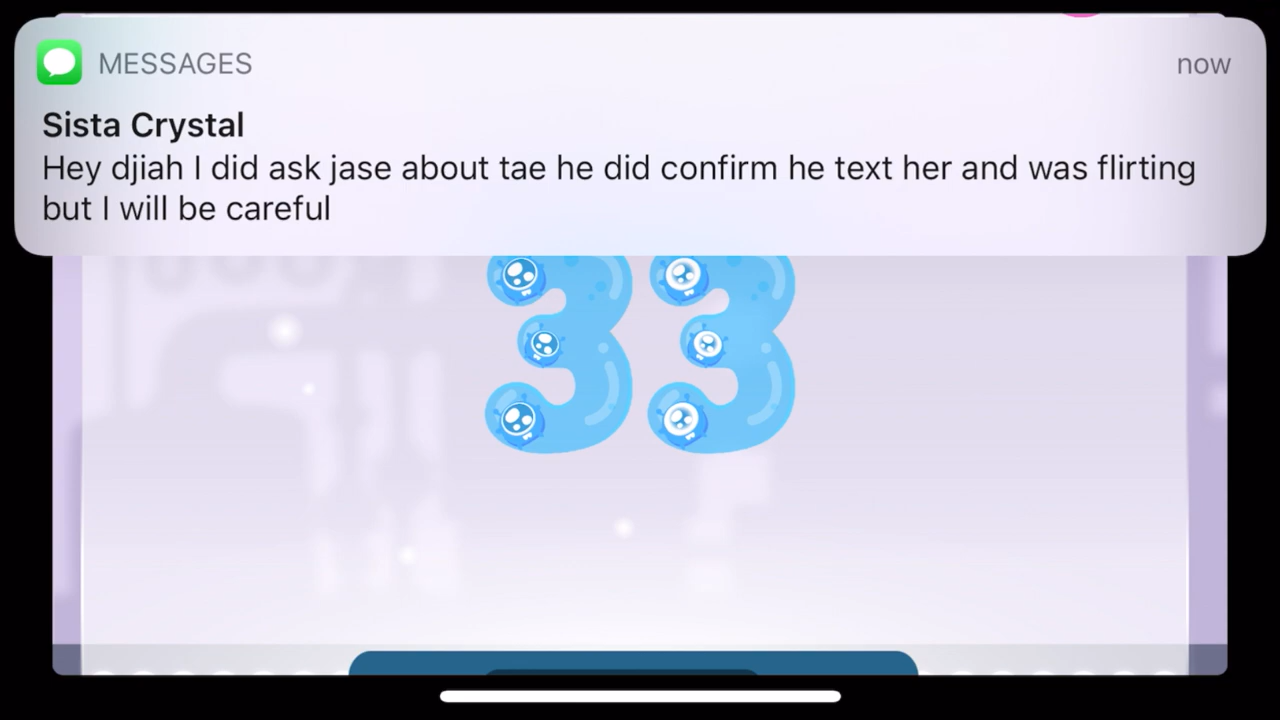 MESSAGES
now
Sista Crystal
Hey djiah I did ask jase about tae he did confirm he text her and was flirting
but I will be careful
33